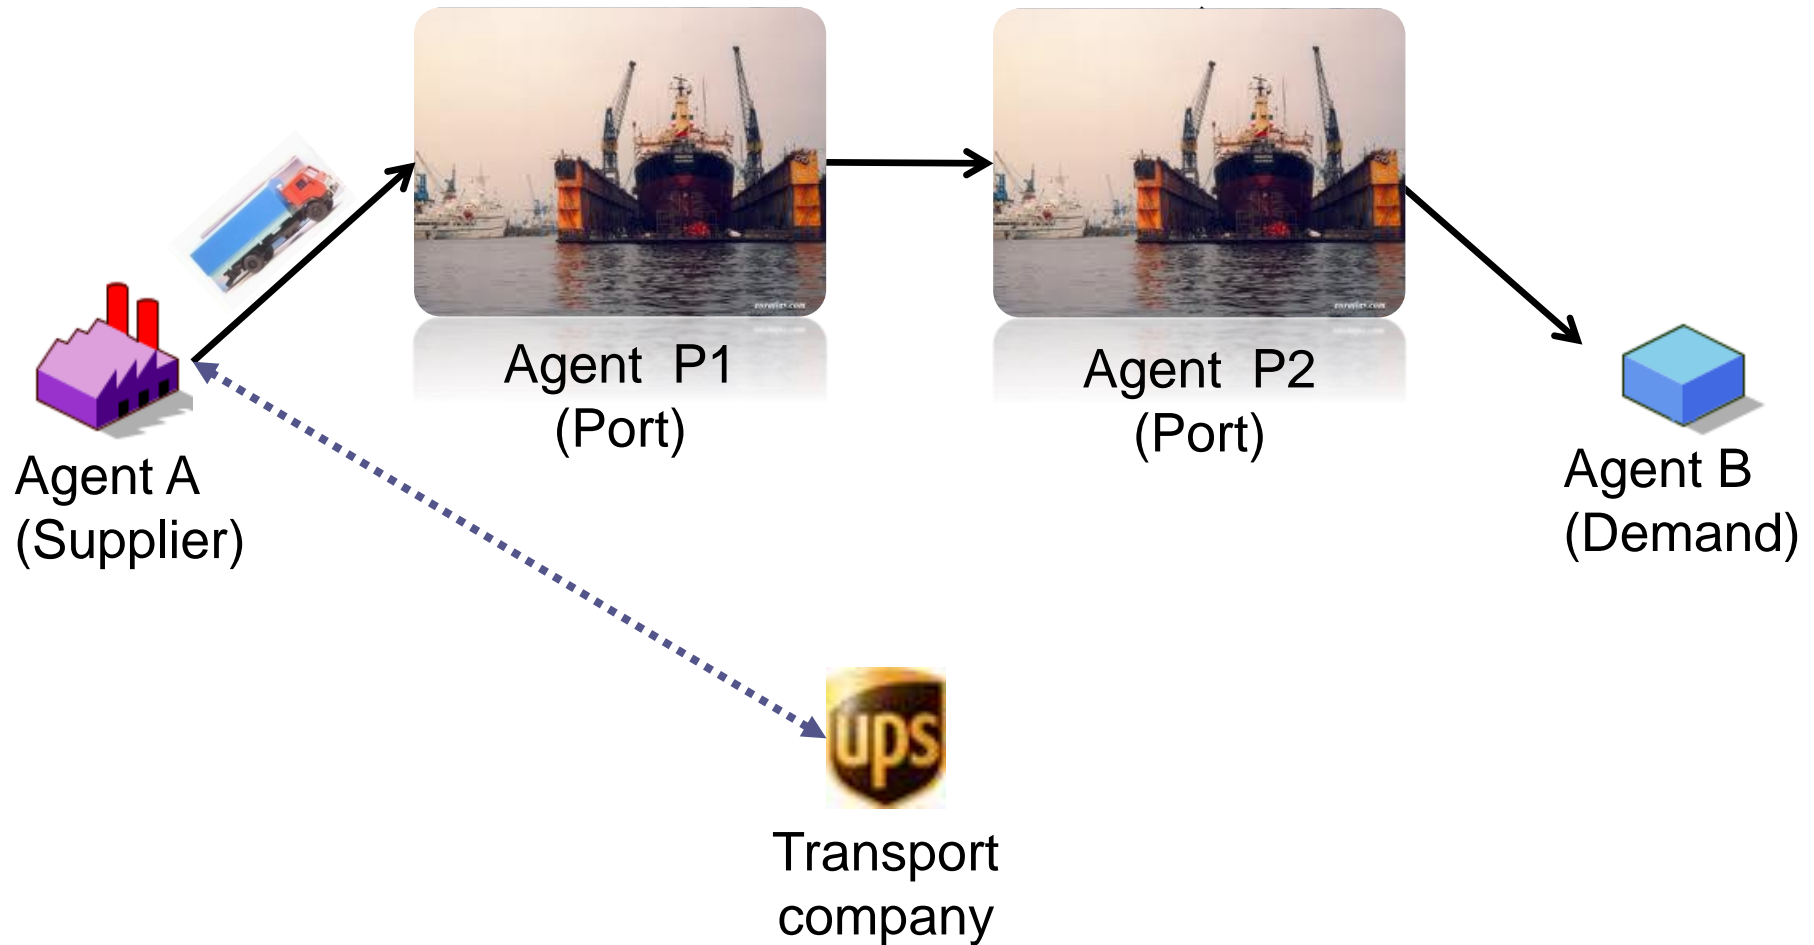 Agent P1
(Port)
Agent P2
(Port)
Agent A
(Supplier)
Agent B
(Demand)
ups
Transport
company